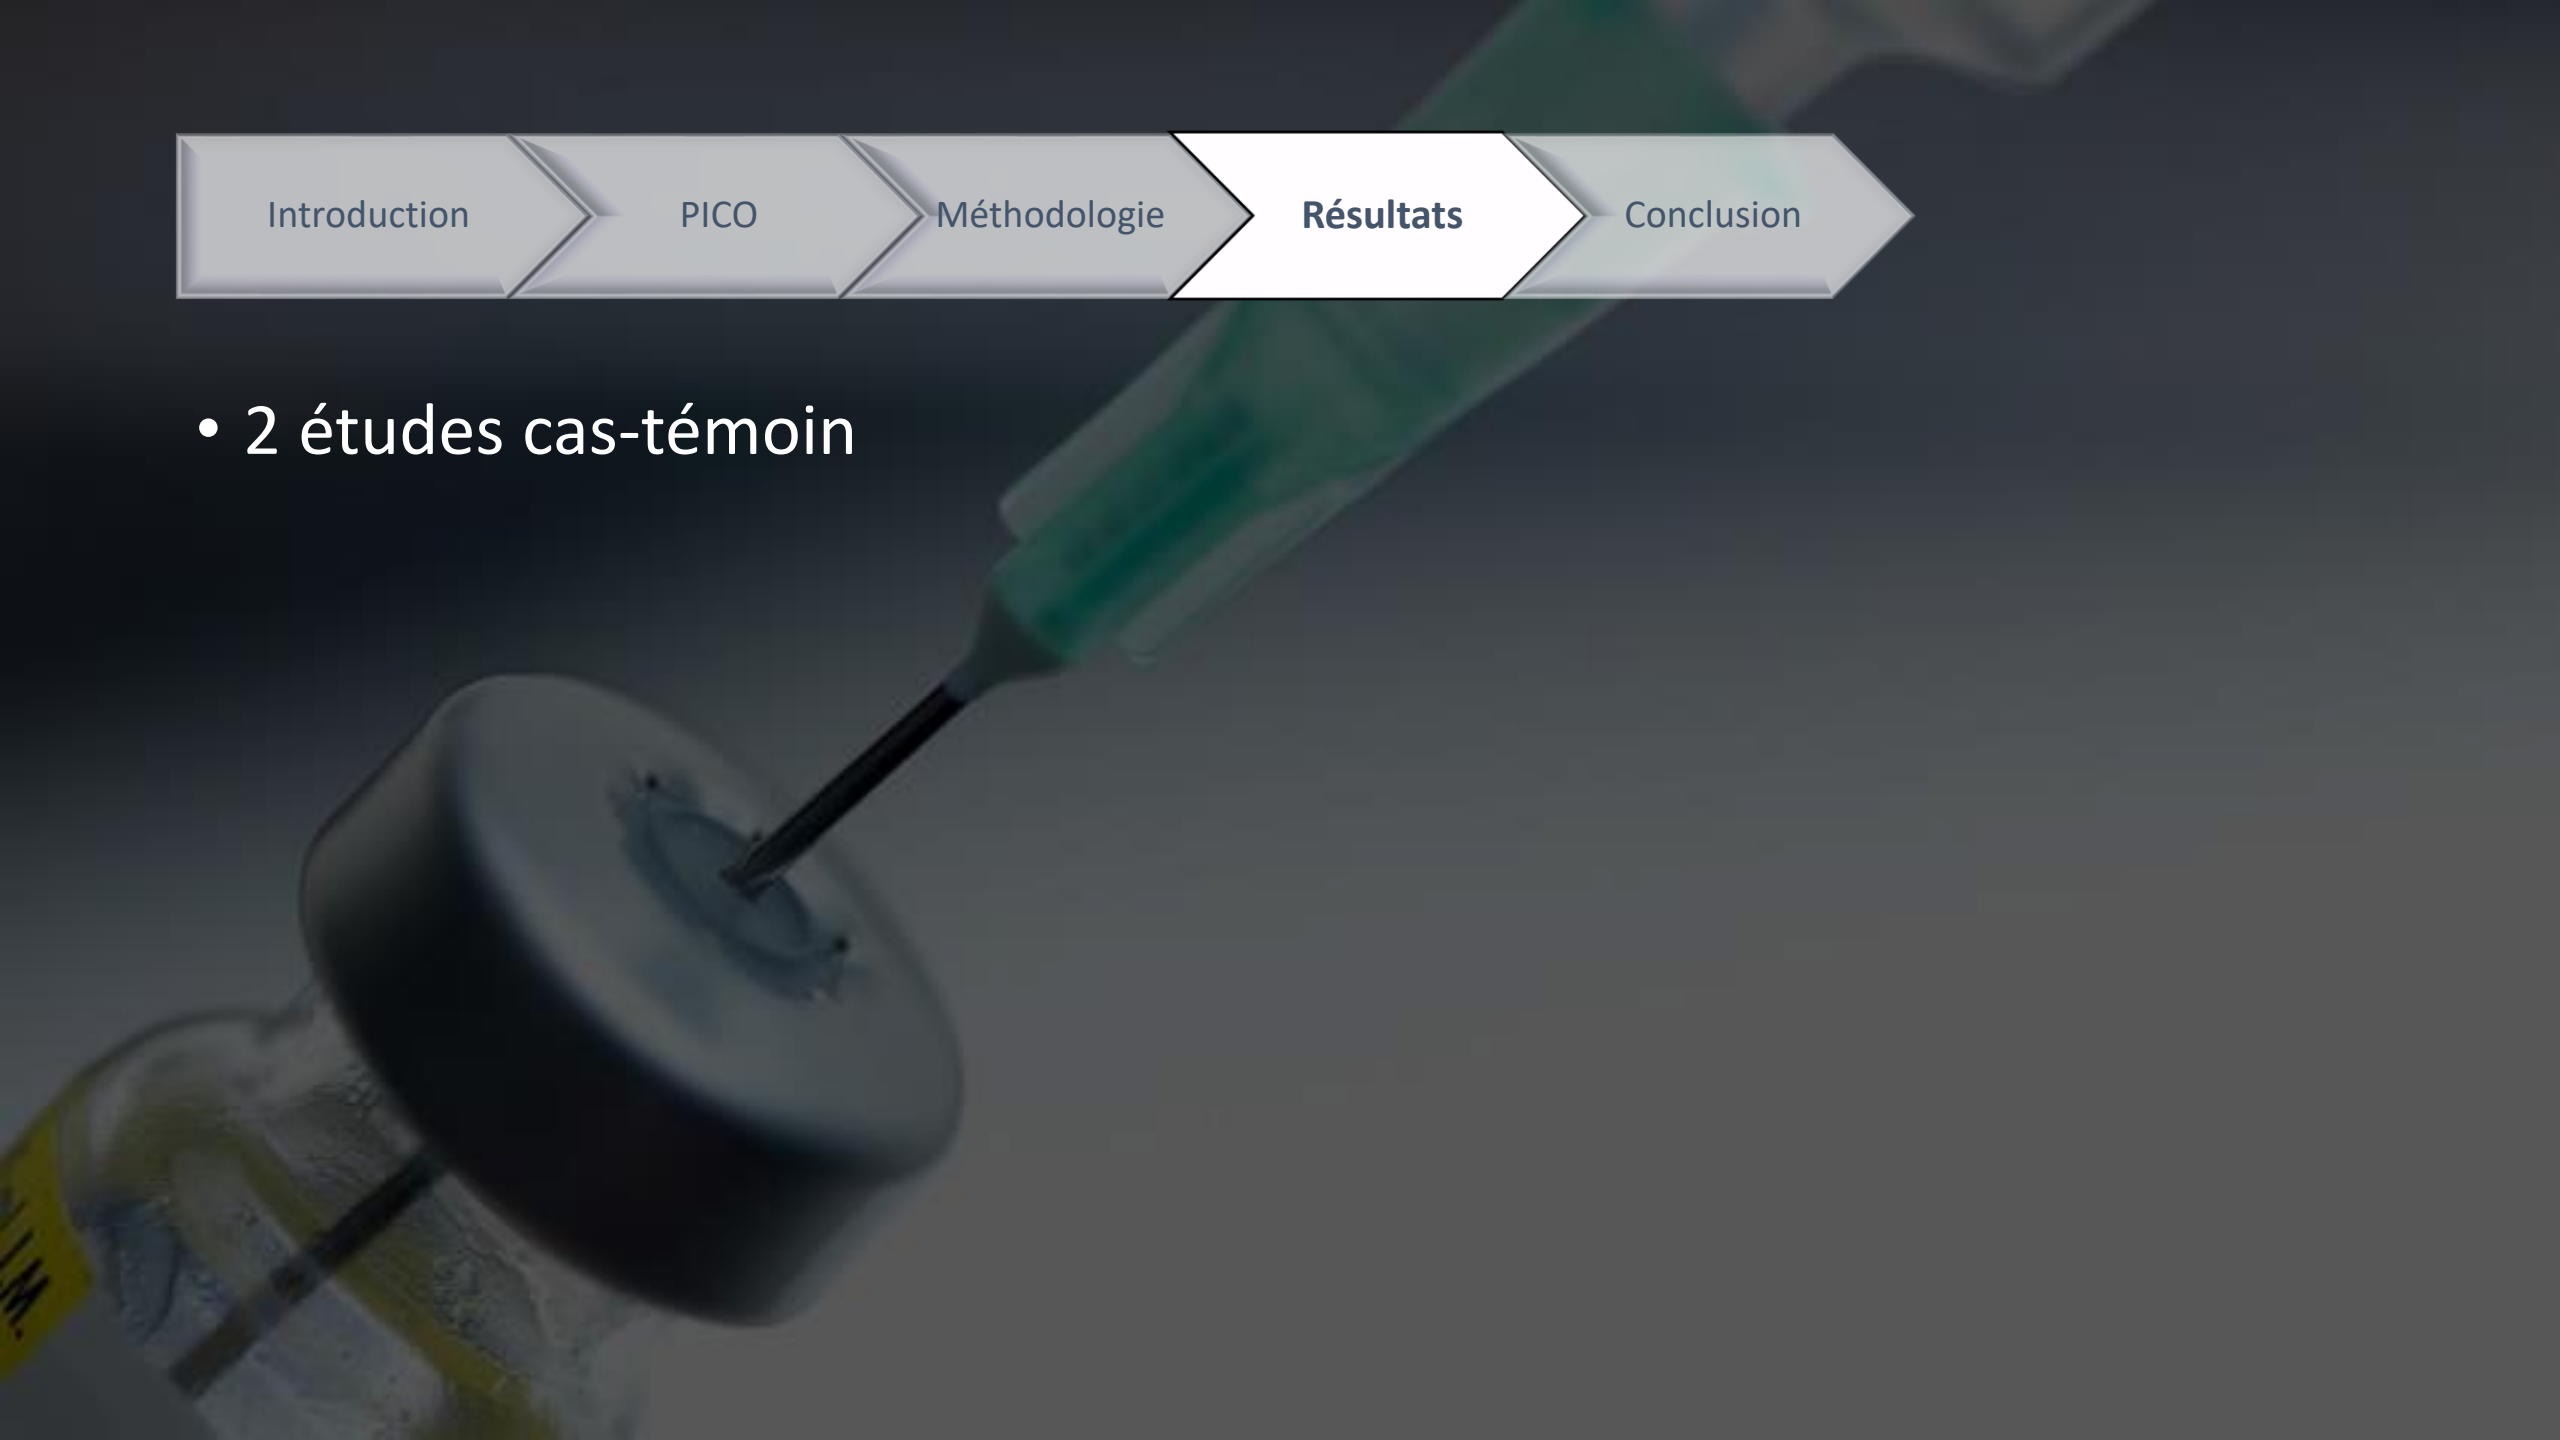 Introduction
PICO
Méthodologie
Résultats
Conclusion
• 2 études cas-témoin
I.M.